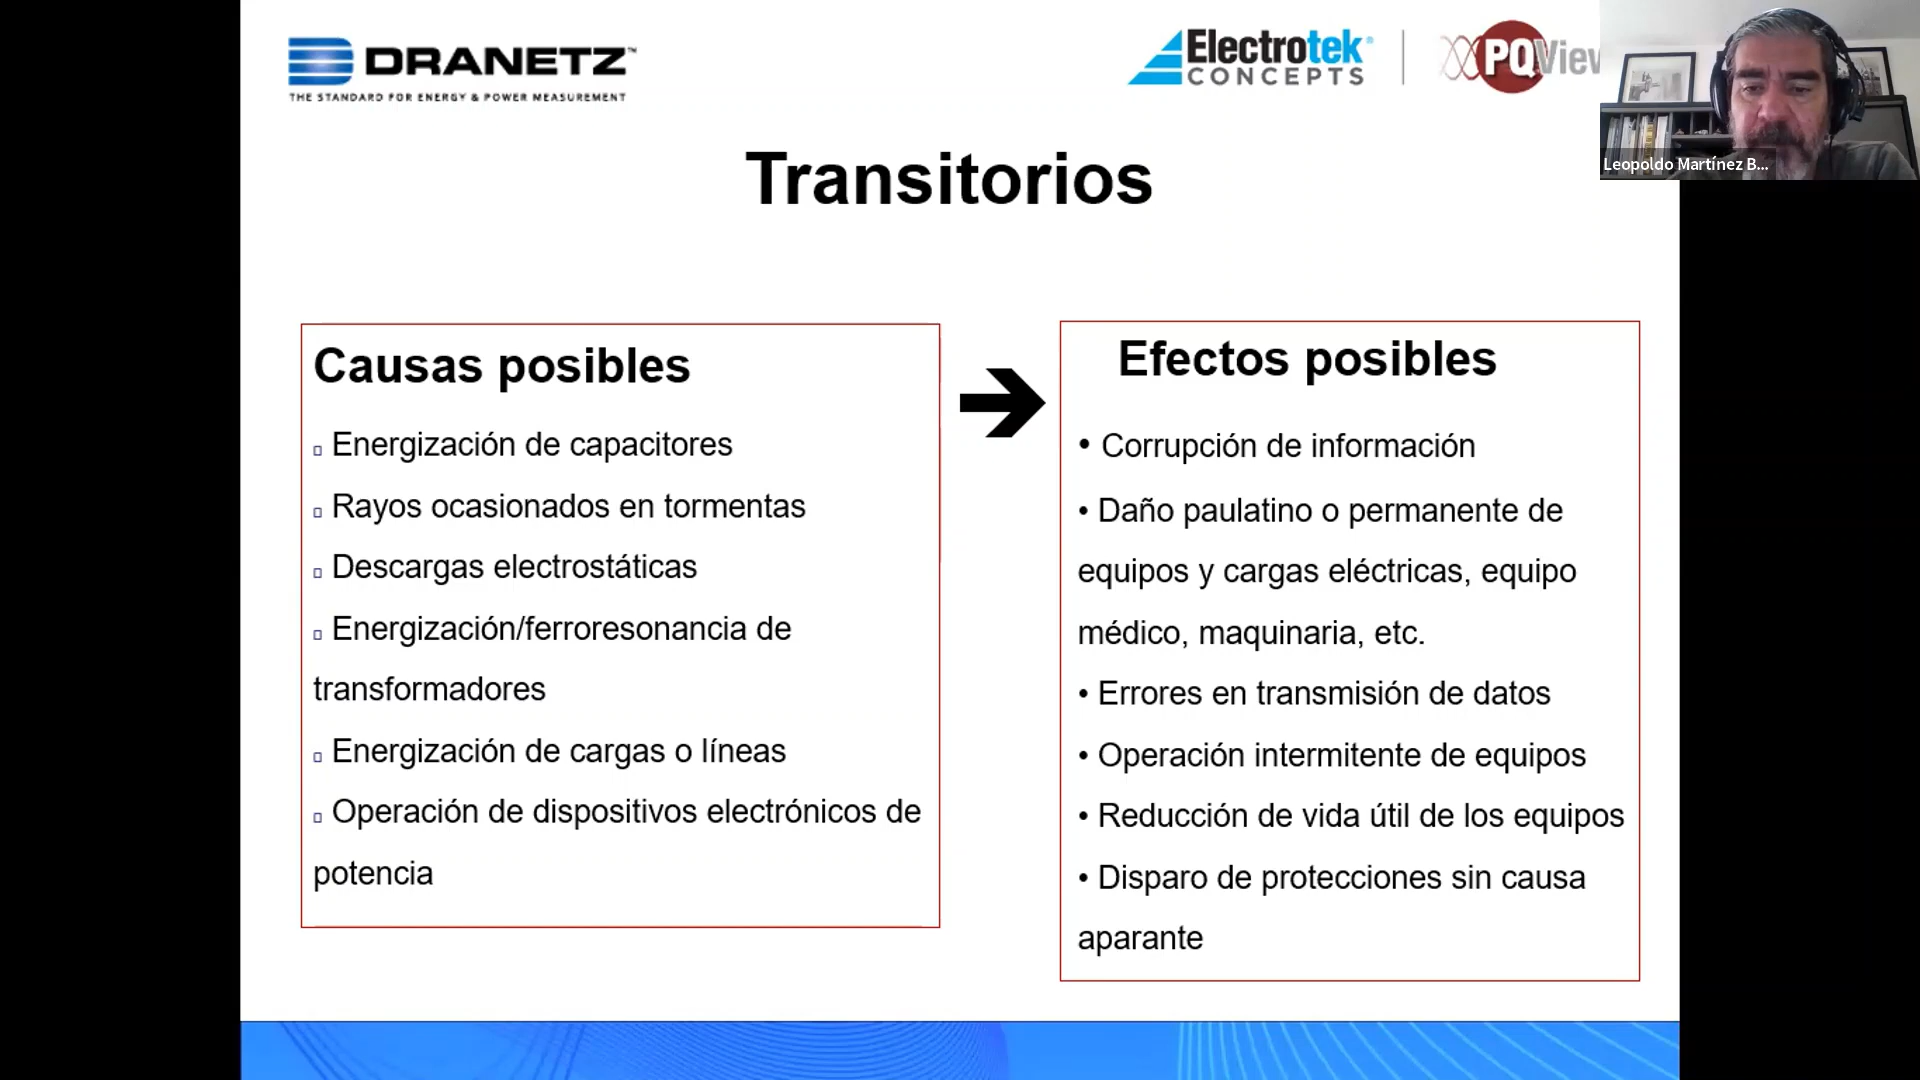 DRANETZ™
THE STANDARD FOR ENERGY & POWER MEASUREMENT
Electrotek®
CONCEPTS
PQView
Leopoldo Martínez B...
Transitorios
Causas posibles
Energización de capacitores
Rayos ocasionados en tormentas
Descargas electrostáticas
Energización/ferroresonancia de
transformadores
Energización de cargas o líneas
Operación de dispositivos electrónicos de
potencia
Efectos posibles
• Corrupción de información
• Daño paulatino o permanente de
equipos y cargas eléctricas, equipo
médico, maquinaria, etc.
• Errores en transmisión de datos
• Operación intermitente de equipos
• Reducción de vida útil de los equipos
• Disparo de protecciones sin causa
aparante